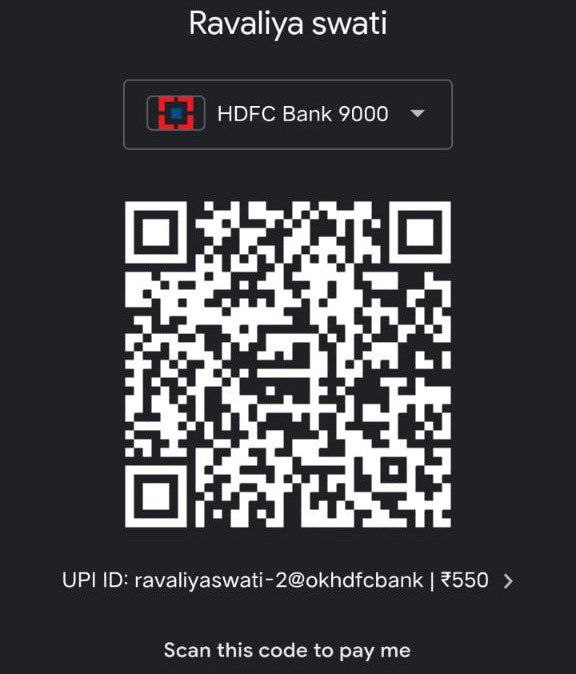 Ravaliya swati
HDFC Bank 9000
UPI ID: ravaliyaswati-2@okhdfcbank | ₹550 >
Scan this code to pay me